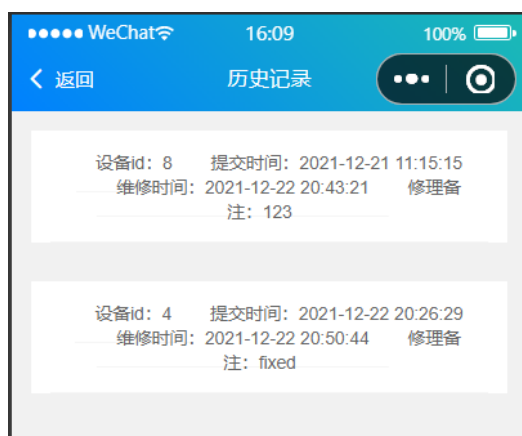 WeChat 16:09 100%
返回 历史记录
设备id：8 提交时间：2021-12-21 11:15:15
维修时间：2021-12-22 20:43:21 修理备
注：123
设备id：4 提交时间：2021-12-22 20:26:29
维修时间：2021-12-22 20:50:44 修理备
注：fixed